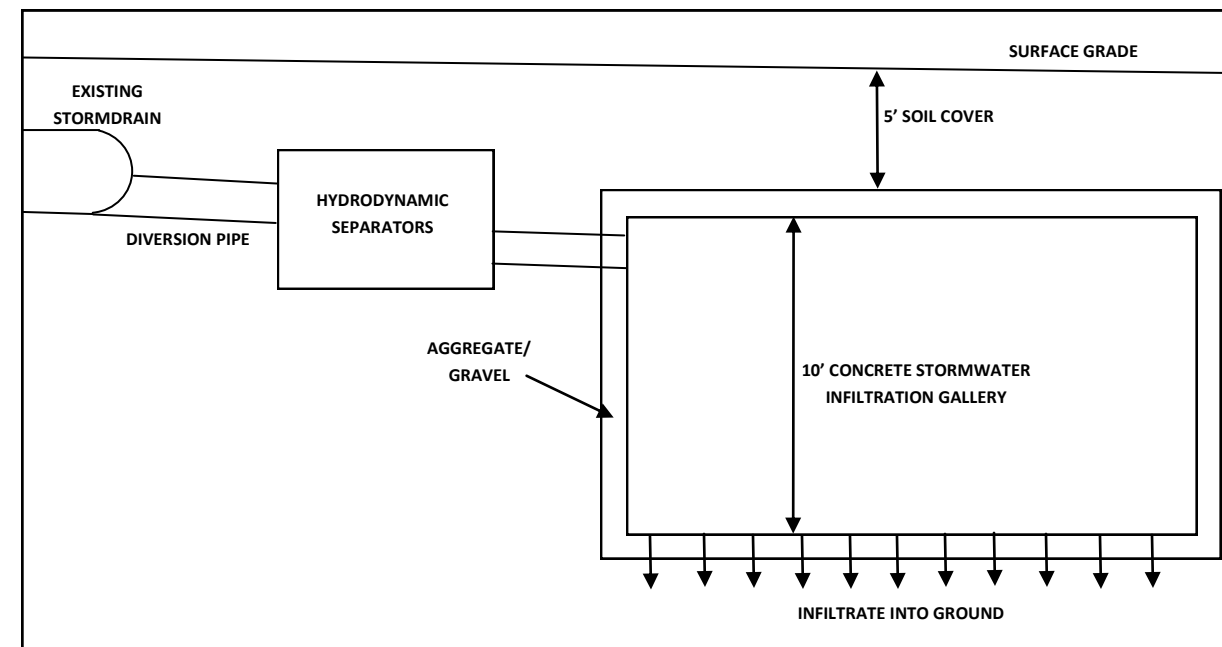 SURFACE GRADE
EXISTING
STORMDRAIN
5’ SOIL COVER
HYDRODYNAMIC
SEPARATORS
DIVERSION PIPE
AGGREGATE/
GRAVEL
10’ CONCRETE STORMWATER
INFILTRATION GALLERY
INFILTRATE INTO GROUND